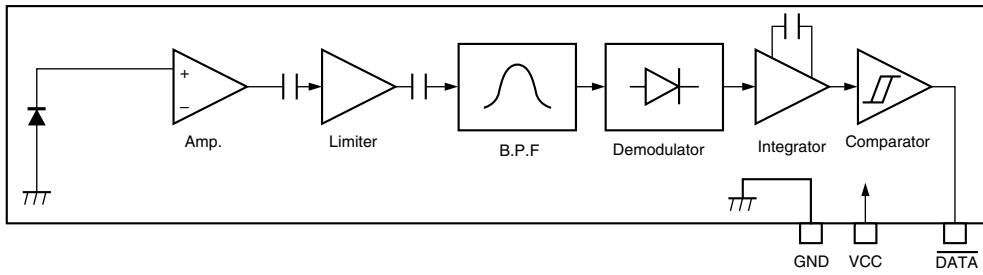 +
−
Amp.
Limiter
B.P.F
Demodulator
Integrator
Comparator
GND
VCC
DATA